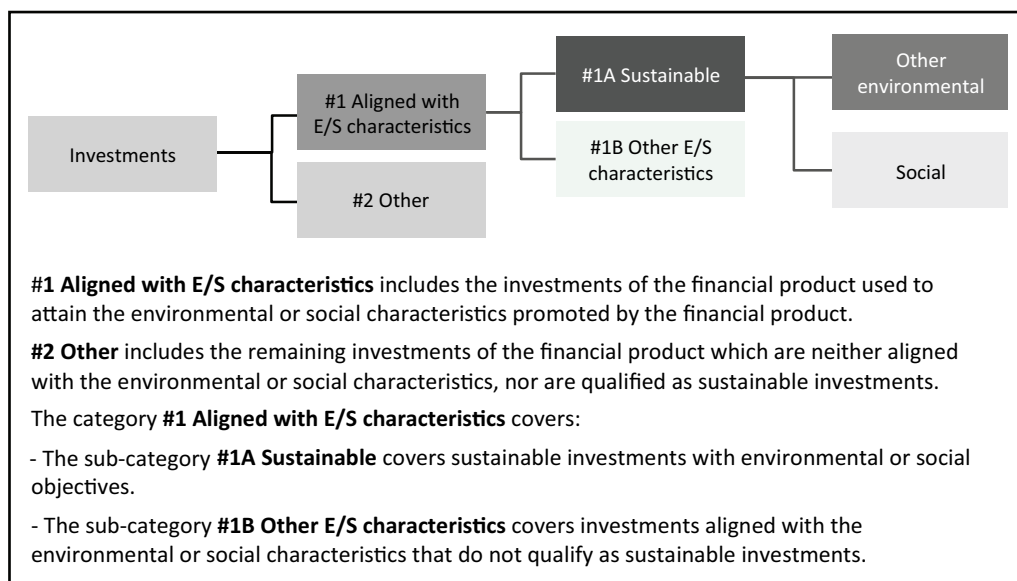 Investments
#1 Aligned with
E/S characteristics
#2 Other
#1A Sustainable
#1B Other E/S
characteristics
Other
environmental
Social
#1 Aligned with E/S characteristics includes the investments of the financial product used to
attain the environmental or social characteristics promoted by the financial product.
#2 Other includes the remaining investments of the financial product which are neither aligned
with the environmental or social characteristics, nor are qualified as sustainable investments.
The category #1 Aligned with E/S characteristics covers:
- The sub-category #1A Sustainable covers sustainable investments with environmental or social
objectives.
- The sub-category #1B Other E/S characteristics covers investments aligned with the
environmental or social characteristics that do not qualify as sustainable investments.